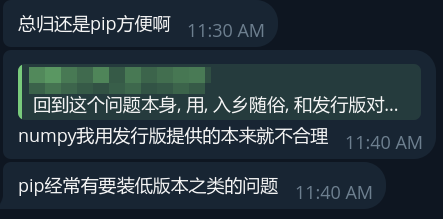 总归还是pip方便啊
11:30 AM
回到这个问题本身, 用, 入乡随俗, 和发行版对...
numpy我用发行版提供的本来就不合理
11:40 AM
pip经常有要装低版本之类的问题
11:40 AM